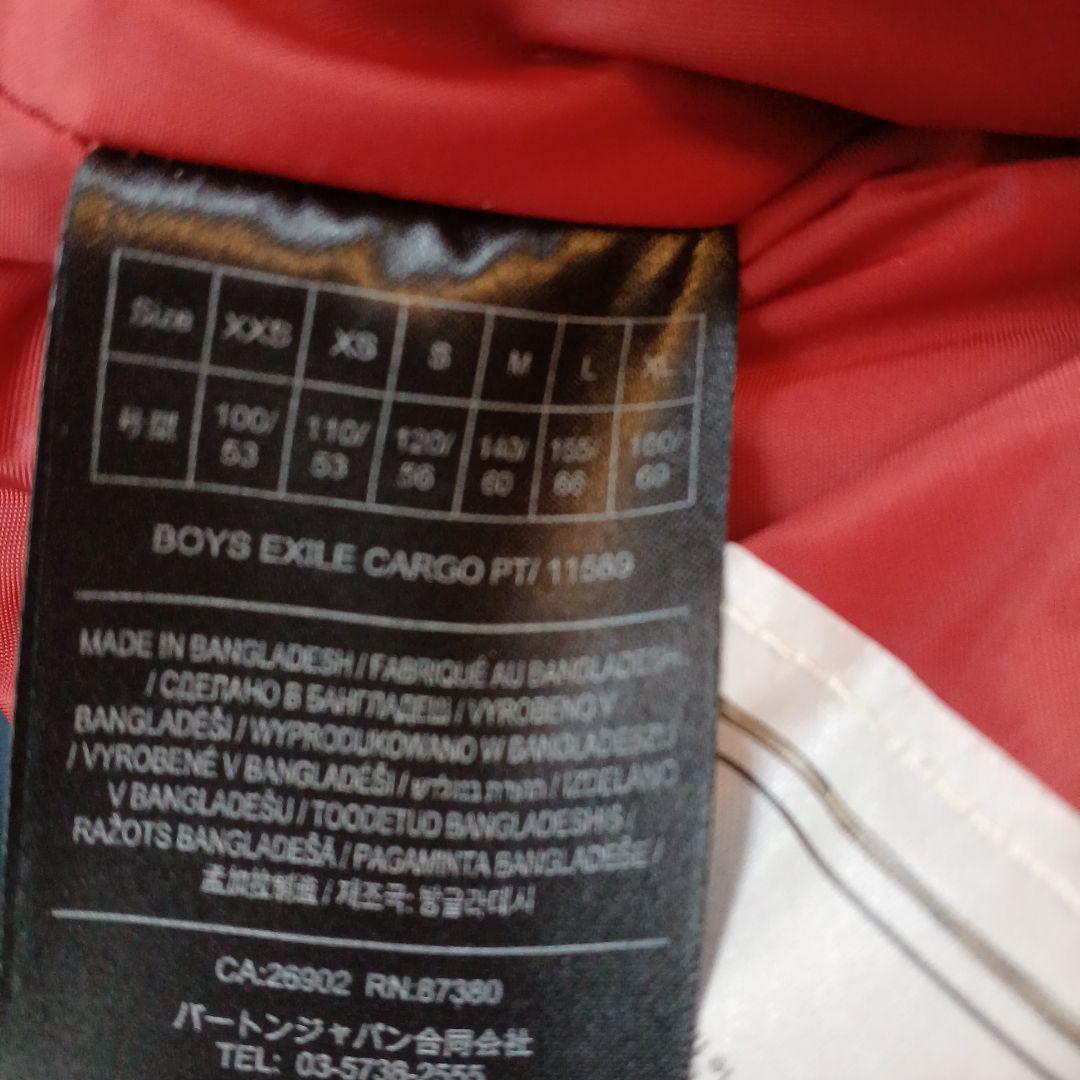 Size XXS XS S M L XL
号型 100/53 110/53 120/56 140/60 155/66 160/69
BOYS EXILE CARGO PT/ 11569
MADE IN BANGLADESH / FABRIQUÉ AU BANGLADESH
/ СДЕЛАНО В БАНГЛАДЕШ / VYROBENO V
BANGLADÉŠI / WYPRODUKOWANO W BANGLADESZU
/ VYROBENÉ V BANGLADÉŠI / תוצרת בנגלדש / IZDELANO
V BANGLADEŠU / TOODETUD BANGLADESHIS /
RAŽOTS BANGLADEŠĀ / PAGAMINTA BANGLADEŠE /
孟加拉制造 / 제조국: 방글라데시
CA:26902 RN:87380
バートンジャパン合同会社
TEL: 03-5738-2555